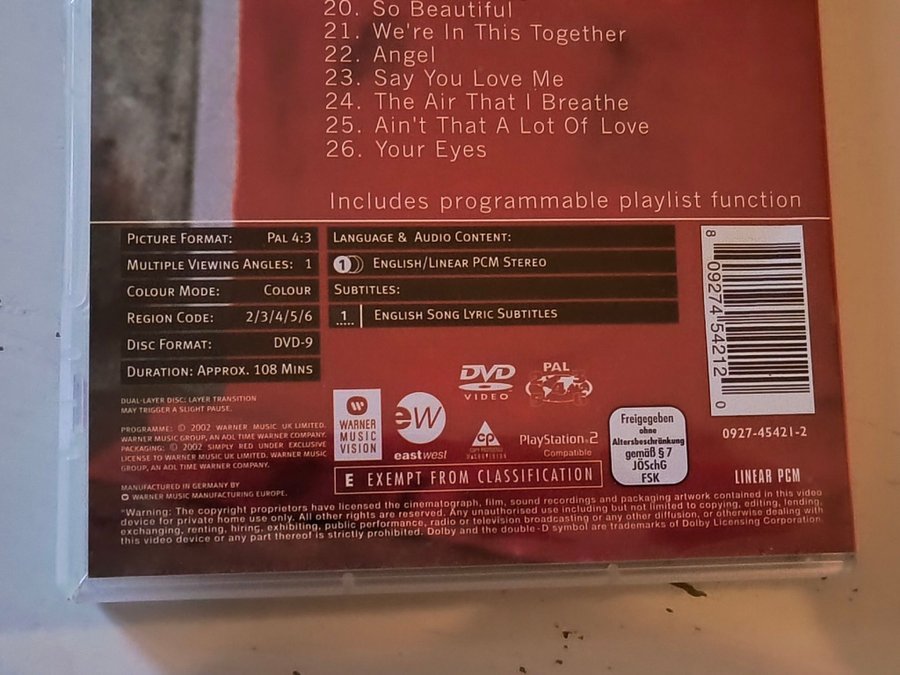 20. So Beautiful
21. We're In This Together
22. Angel
23. Say You Love Me
24. The Air That I Breathe
25. Ain't That A Lot Of Love
26. Your Eyes
Includes programmable playlist function
PICTURE FORMAT: PAL 4:3
MULTIPLE VIEWING ANGLES: 1
COLOUR MODE: COLOUR
REGION CODE: 2/3/4/5/6
DISC FORMAT: DVD-9
DURATION: APPROX. 108 MINS
LANGUAGE & AUDIO CONTENT:
1 ENGLISH/LINEAR PCM STEREO
SUBTITLES:
1 ENGLISH SONG LYRIC SUBTITLES
8 09274 54212 0
0927-45421-2
LINEAR PCM
DUAL-LAYER DISC; LAYER TRANSITION
MAY TRIGGER A SLIGHT PAUSE.
PROGRAMME: © 2002 WARNER MUSIC UK LIMITED.
WARNER MUSIC GROUP, AN AOL TIME WARNER COMPANY.
PACKAGING: © 2002 SIMPLY RED UNDER EXCLUSIVE
LICENSE TO WARNER MUSIC UK LIMITED. WARNER MUSIC
GROUP, AN AOL TIME WARNER COMPANY.
MANUFACTURED IN GERMANY BY
WARNER MUSIC MANUFACTURING EUROPE.
WARNER
MUSIC
VISION
ew
eastwest
DVD
VIDEO
PAL
cp
PlayStation 2
Compatible
E EXEMPT FROM CLASSIFICATION
Freigegeben
ohne
Altersbeschränkung
gemäß § 7
JÖSchG
FSK
"Warning: The copyright proprietors have licensed the cinematograph, film, sound recordings and packaging artwork contained in this video
device for private home use only. All other rights are reserved. Any unauthorised use including but not limited to copying, editing, lending,
exchanging, renting, hiring, exhibiting, public performance, radio or television broadcasting or any other diffusion, or otherwise dealing with
this video device or any part thereof is strictly prohibited. Dolby and the double-D symbol are trademarks of Dolby Licensing Corporation.